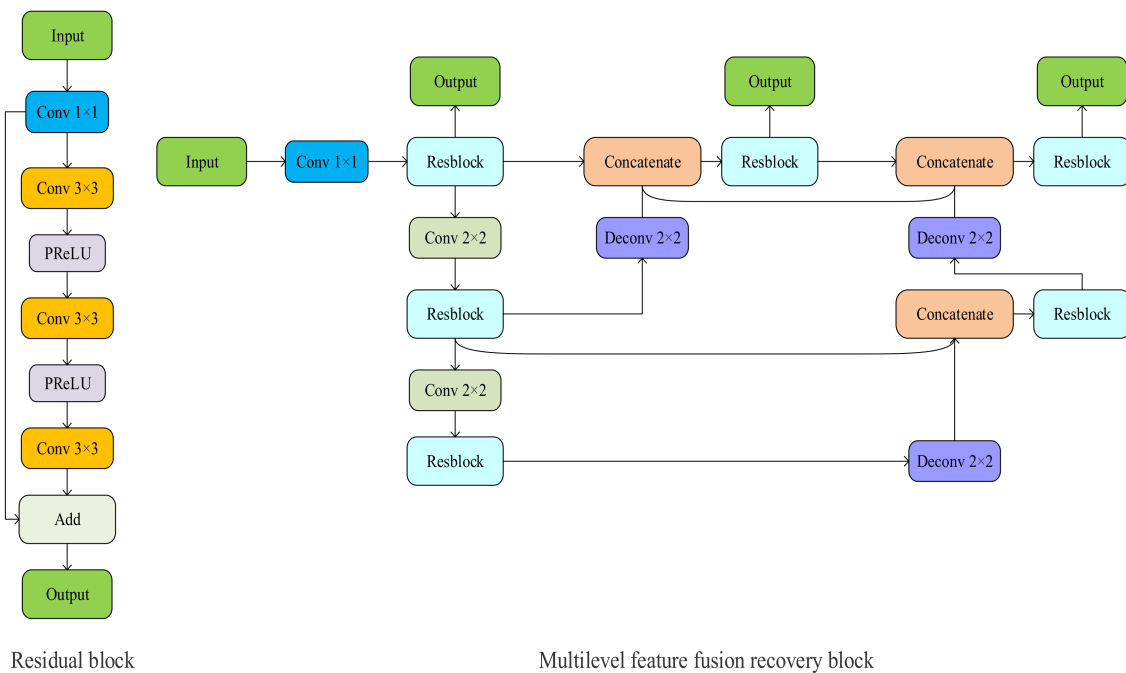 Input
Conv 1×1
Conv 3×3
PReLU
Conv 3×3
PReLU
Conv 3×3
Add
Output
Residual block
Output
Output
Output
Input
Conv 1×1
Resblock
Concatenate
Resblock
Concatenate
Resblock
Conv 2×2
Deconv 2×2
Deconv 2×2
Resblock
Concatenate
Resblock
Conv 2×2
Resblock
Deconv 2×2
Multilevel feature fusion recovery block